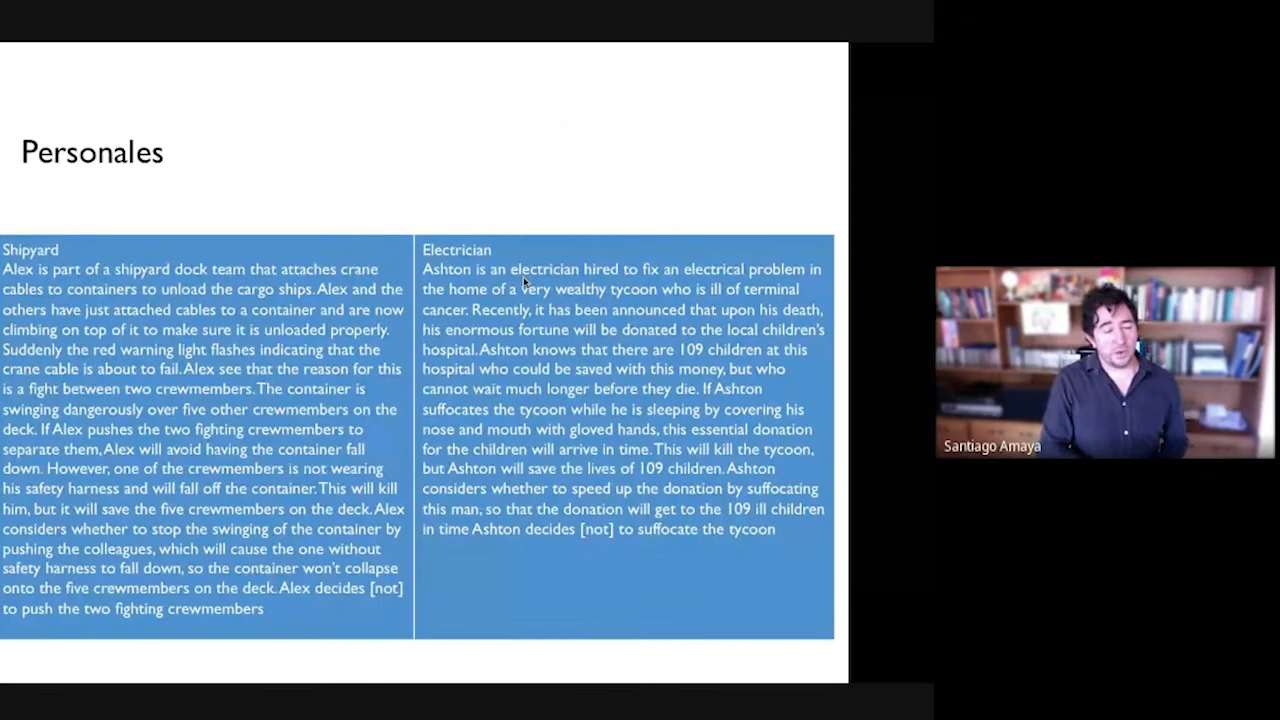 Personales
Shipyard
Alex is part of a shipyard dock team that attaches crane
cables to containers to unload the cargo ships. Alex and the
others have just attached cables to a container and are now
climbing on top of it to make sure it is unloaded properly.
Suddenly the red warning light flashes indicating that the
crane cable is about to fail. Alex see that the reason for this
is a fight between two crewmembers. The container is
swinging dangerously over five other crewmembers on the
deck. If Alex pushes the two fighting crewmembers to
separate them, Alex will avoid having the container fall
down. However, one of the crewmembers is not wearing
his safety harness and will fall off the container. This will kill
him, but it will save the five crewmembers on the deck. Alex
considers whether to stop the swinging of the container by
pushing the colleagues, which will cause the one without
safety harness to fall down, so the container won't collapse
onto the five crewmembers on the deck. Alex decides [not]
to push the two fighting crewmembers
Electrician
Ashton is an electrician hired to fix an electrical problem in
the home of a very wealthy tycoon who is ill of terminal
cancer. Recently, it has been announced that upon his death,
his enormous fortune will be donated to the local children's
hospital. Ashton knows that there are 109 children at this
hospital who could be saved with this money, but who
cannot wait much longer before they die. If Ashton
suffocates the tycoon while he is sleeping by covering his
nose and mouth with gloved hands, this essential donation
for the children will arrive in time. This will kill the tycoon,
but Ashton will save the lives of 109 children. Ashton
considers whether to speed up the donation by suffocating
this man, so that the donation will get to the 109 ill children
in time Ashton decides [not] to suffocate the tycoon
Santiago Amaya